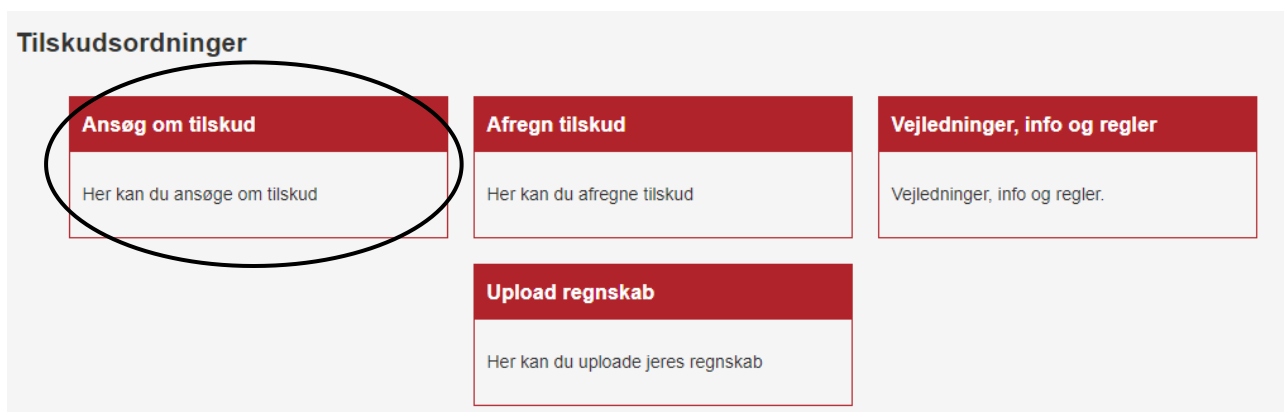 Tilskudsordninger
Ansøg om tilskud
Her kan du ansøge om tilskud
Afregn tilskud
Her kan du afregne tilskud
Vejledninger, info og regler
Vejledninger, info og regler.
Upload regnskab
Her kan du uploade jeres regnskab